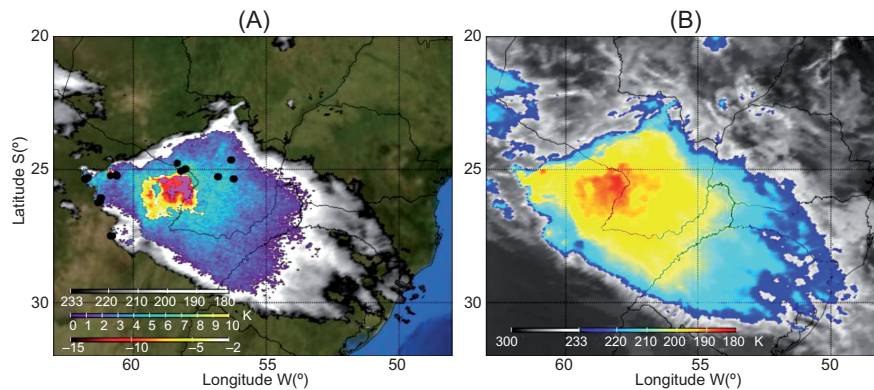 (A)
(B)
20
20
Latitude S(º)
25
25
30
30
233 220 210 200 190 180
0 1 2 3 4 5 6 7 8 9 10 K
−15 −10 −5 −2
300 233 220 210 200 190 180 K
60 55 50
60 55 50
Longitude W(º)
Longitude W(º)